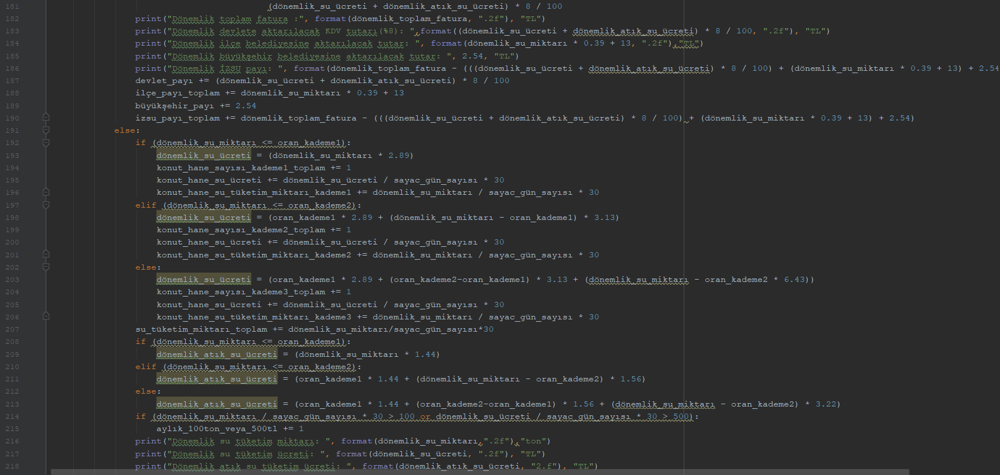 181 (dönemlik_su_ücreti + dönemlik_atık_su_ücreti) * 8 / 100
182 print("Dönemlik toplam fatura :", format(dönemlik_toplam_fatura, ".2f"), "TL")
183 print("Dönemlik devlete aktarılacak KDV tutarı(%8): ",format((dönemlik_su_ücreti + dönemlik_atık_su_ücreti) * 8 / 100, ".2f"), "TL")
184 print("Dönemlik ilçe belediyesine aktarılacak tutar: ", format(dönemlik_su_miktarı * 0.39 + 13, ".2f"),"TL")
185 print("Dönemlik büyükşehir belediyesine aktarılacak tutar: ", 2.54, "TL")
186 print("Dönemlik İZSU payı: ", format(dönemlik_toplam_fatura - (((dönemlik_su_ücreti + dönemlik_atık_su_ücreti) * 8 / 100) + (dönemlik_su_miktarı * 0.39 + 13) + 2.54
187 devlet_payı += (dönemlik_su_ücreti + dönemlik_atık_su_ücreti) * 8 / 100
188 ilçe_payı_toplam += dönemlik_su_miktarı * 0.39 + 13
189 büyükşehir_payı += 2.54
190 izsu_payı_toplam += dönemlik_toplam_fatura - (((dönemlik_su_ücreti + dönemlik_atık_su_ücreti) * 8 / 100) + (dönemlik_su_miktarı * 0.39 + 13) + 2.54)
191 else:
192 if (dönemlik_su_miktarı <= oran_kademe1):
193 dönemlik_su_ücreti = (dönemlik_su_miktarı * 2.89)
194 konut_hane_sayısı_kademe1_toplam += 1
195 konut_hane_su_ücreti += dönemlik_su_ücreti / sayac_gün_sayısı * 30
196 konut_hane_su_tüketim_miktarı_kademe1 += dönemlik_su_miktarı / sayac_gün_sayısı * 30
197 elif (dönemlik_su_miktarı <= oran_kademe2):
198 dönemlik_su_ücreti = (oran_kademe1 * 2.89 + (dönemlik_su_miktarı - oran_kademe1) * 3.13)
199 konut_hane_sayısı_kademe2_toplam += 1
200 konut_hane_su_ücreti += dönemlik_su_ücreti / sayac_gün_sayısı * 30
201 konut_hane_su_tüketim_miktarı_kademe2 += dönemlik_su_miktarı / sayac_gün_sayısı * 30
202 else:
203 dönemlik_su_ücreti = (oran_kademe1 * 2.89 + (oran_kademe2-oran_kademe1) * 3.13 + (dönemlik_su_miktarı - oran_kademe2 * 6.43))
204 konut_hane_sayısı_kademe3_toplam += 1
205 konut_hane_su_ücreti += dönemlik_su_ücreti / sayac_gün_sayısı * 30
206 konut_hane_su_tüketim_miktarı_kademe3 += dönemlik_su_miktarı / sayac_gün_sayısı * 30
207 su_tüketim_miktarı_toplam += dönemlik_su_miktarı/sayac_gün_sayısı*30
208 if (dönemlik_su_miktarı <= oran_kademe1):
209 dönemlik_atık_su_ücreti = (dönemlik_su_miktarı * 1.44)
210 elif (dönemlik_su_miktarı <= oran_kademe2):
211 dönemlik_atık_su_ücreti = (oran_kademe1 * 1.44 + (dönemlik_su_miktarı - oran_kademe2) * 1.56)
212 else:
213 dönemlik_atık_su_ücreti = (oran_kademe1 * 1.44 + (oran_kademe2-oran_kademe1) * 1.56 + (dönemlik_su_miktarı - oran_kademe2) * 3.22)
214 if (dönemlik_su_miktarı / sayac_gün_sayısı * 30 > 100 or dönemlik_su_ücreti / sayac_gün_sayısı * 30 > 500):
215 aylık_100ton_veya_500tl += 1
216 print("Dönemlik su tüketim miktarı: ", format(dönemlik_su_miktarı,".2f"),"ton")
217 print("Dönemlik su tüketim ücreti: ", format(dönemlik_su_ücreti, ".2f"), "TL")
218 print("Dönemlik atık su tüketim ücreti: ", format(dönemlik_atık_su_ücreti, "2.f"), "TL")